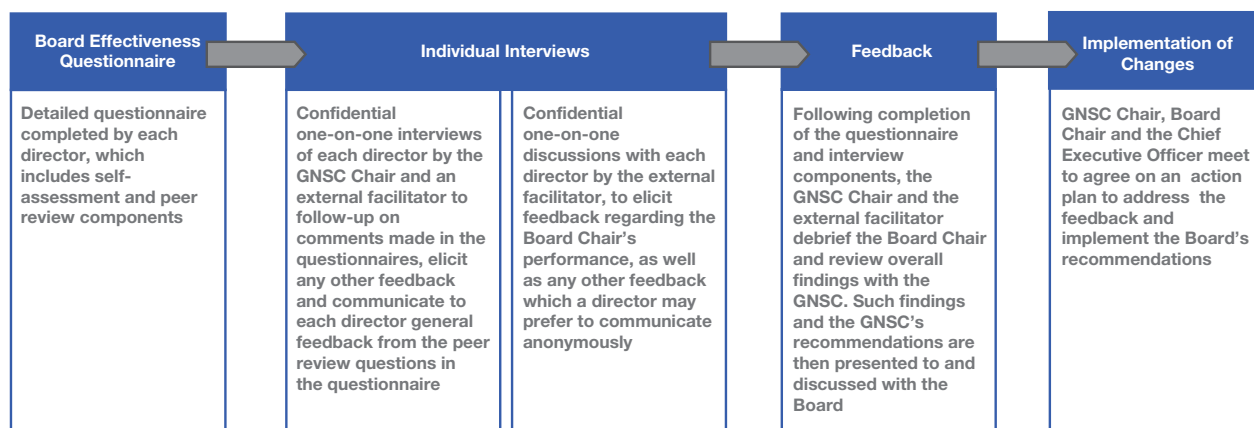 Board Effectiveness
Questionnaire
Detailed questionnaire
completed by each
director, which
includes self-
assessment and peer
review components
Individual Interviews
Confidential
one-on-one interviews
of each director by the
GNSC Chair and an
external facilitator to
follow-up on
comments made in the
questionnaires, elicit
any other feedback
and communicate to
each director general
feedback from the peer
review questions in
the questionnaire
Confidential
one-on-one
discussions with each
director by the external
facilitator, to elicit
feedback regarding the
Board Chair's
performance, as well
as any other feedback
which a director may
prefer to communicate
anonymously
Feedback
Following completion
of the questionnaire
and interview
components, the
GNSC Chair and the
external facilitator
debrief the Board Chair
and review overall
findings with the
GNSC. Such findings
and the GNSC's
recommendations are
then presented to and
discussed with the
Board
Implementation of
Changes
GNSC Chair, Board
Chair and the Chief
Executive Officer meet
to agree on an action
plan to address the
feedback and
implement the Board's
recommendations